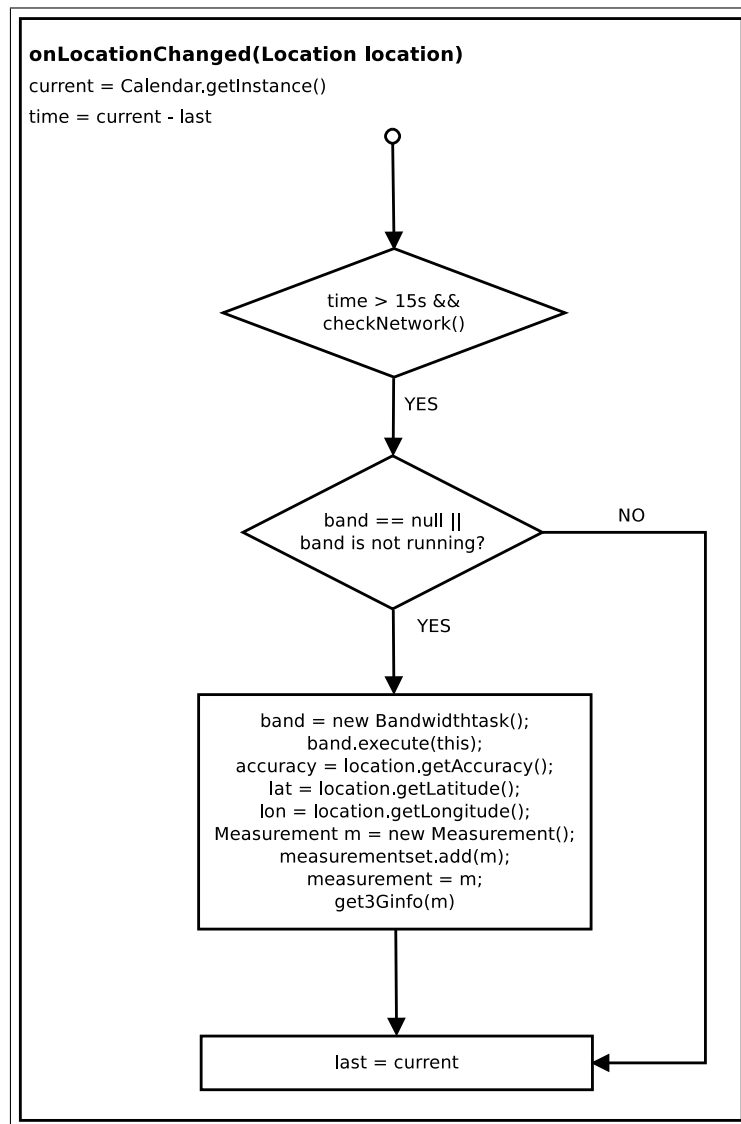 onLocationChanged(Location location)
current = Calendar.getInstance()
time = current - last
time > 15s &&
checkNetwork()
YES
band == null ||
band is not running?
NO
YES
band = new Bandwidthtask();
band.execute(this);
accuracy = location.getAccuracy();
lat = location.getLatitude();
lon = location.getLongitude();
Measurement m = new Measurement();
measurementset.add(m);
measurement = m;
get3Ginfo(m)
last = current